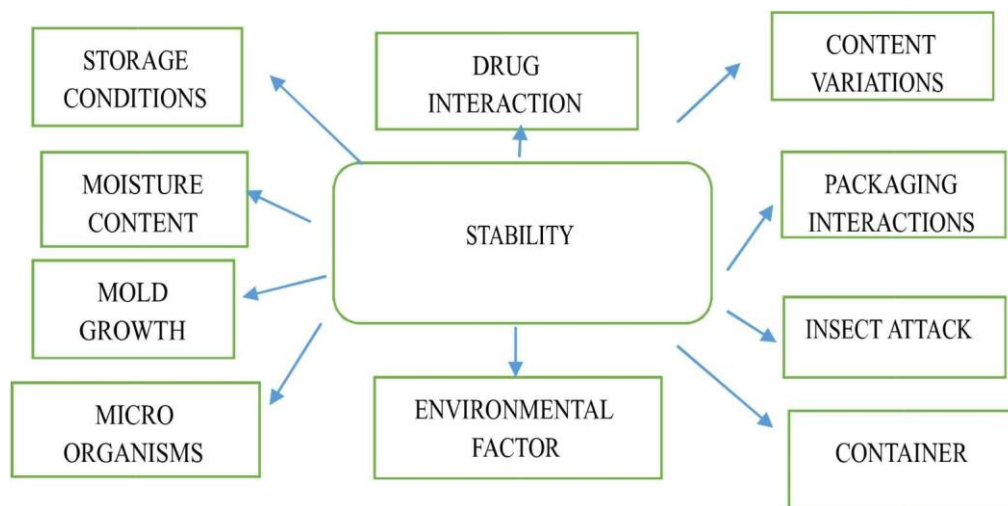 STORAGE
CONDITIONS
DRUG
INTERACTION
CONTENT
VARIATIONS
MOISTURE
CONTENT
STABILITY
PACKAGING
INTERACTIONS
MOLD
GROWTH
INSECT ATTACK
MICRO
ORGANISMS
ENVIRONMENTAL
FACTOR
CONTAINER